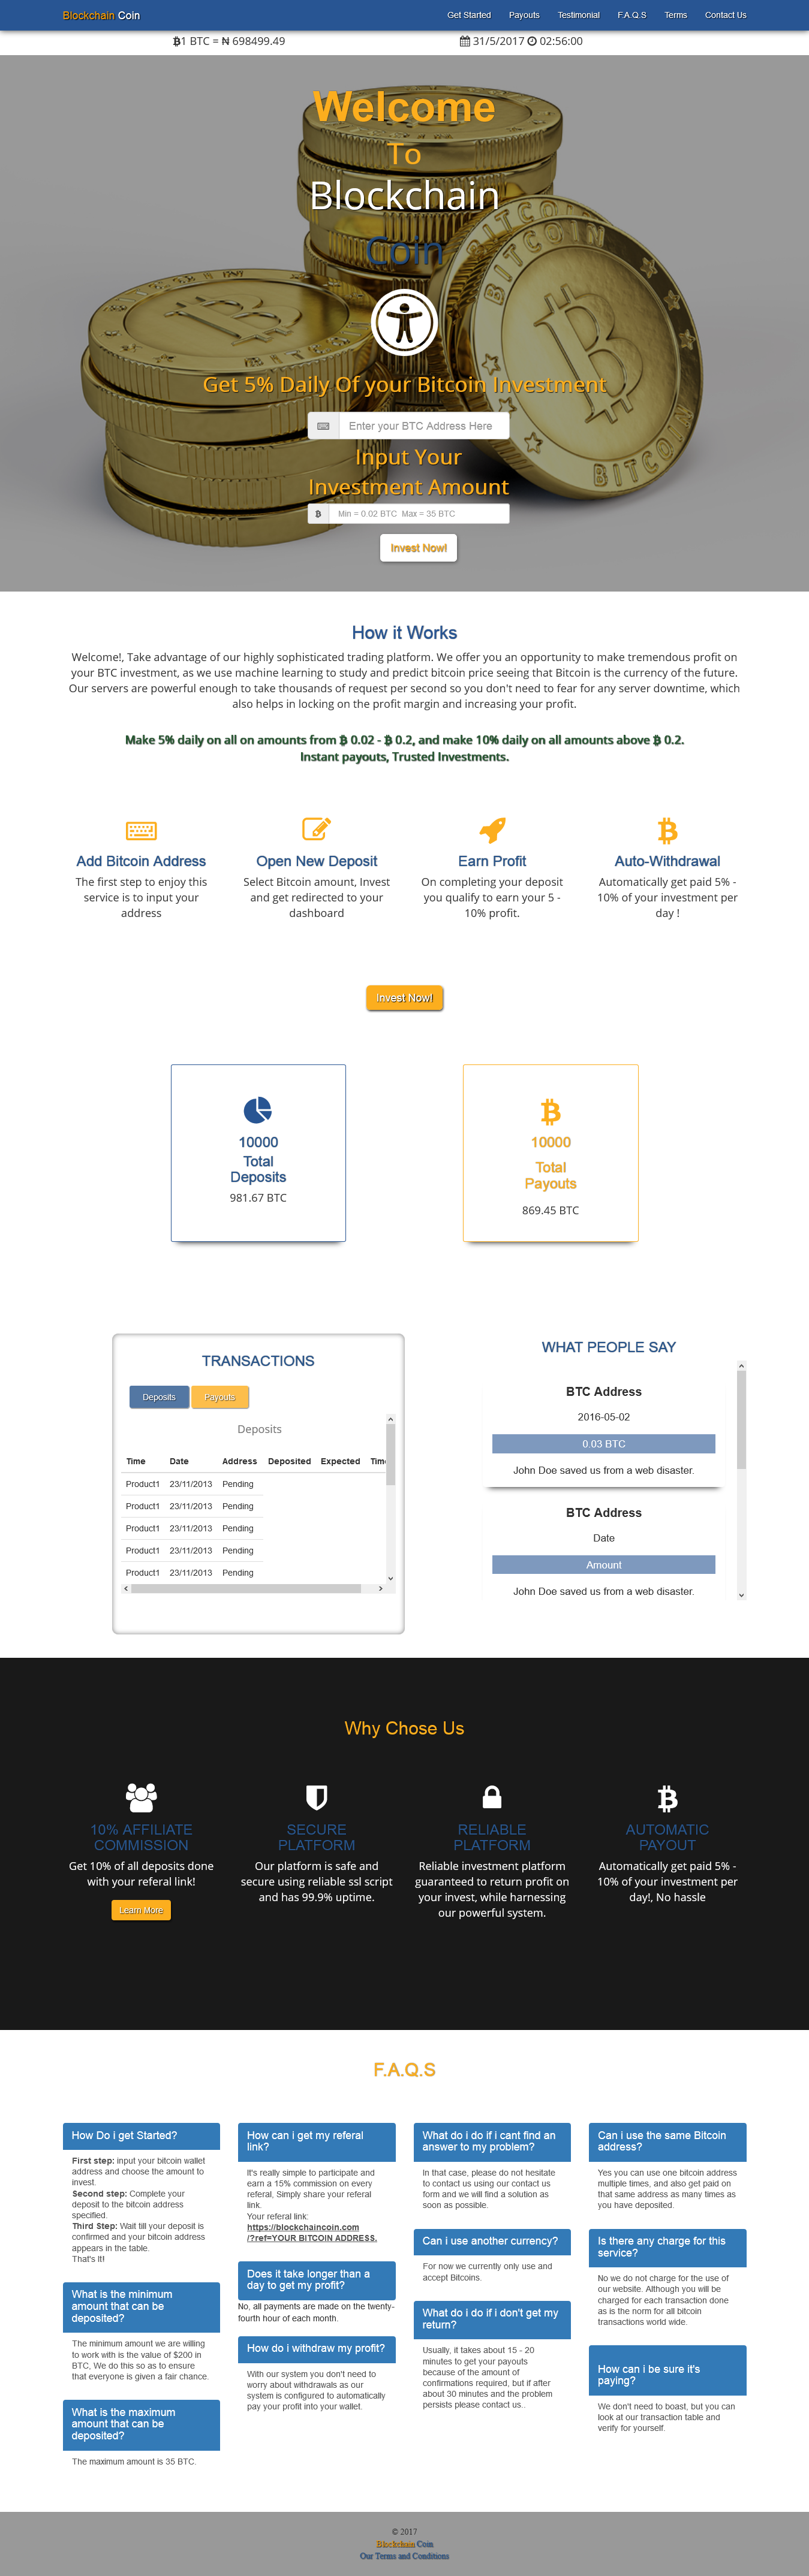 Blockchain Coin
Get Started Payouts Testimonial F.A.Q.S Terms Contact Us
1 BTC = ₦ 698499.49
31/5/2017 02:56:00
Welcome
To
Blockchain
Coin
Get 5% Daily Of your Bitcoin Investment
Enter your BTC Address Here
Input Your
Investment Amount
Min = 0.02 BTC Max = 35 BTC
Invest Now!
How it Works
Welcome!, Take advantage of our highly sophisticated trading platform. We offer you an opportunity to make tremendous profit on
your BTC investment, as we use machine learning to study and predict bitcoin price seeing that Bitcoin is the currency of the future.
Our servers are powerful enough to take thousands of request per second so you don't need to fear for any server downtime, which
also helps in locking on the profit margin and increasing your profit.
Make 5% daily on all on amounts from ₿ 0.02 - ₿ 0.2, and make 10% daily on all amounts above ₿ 0.2.
Instant payouts, Trusted Investments.
Add Bitcoin Address
The first step to enjoy this
service is to input your
address
Open New Deposit
Select Bitcoin amount, Invest
and get redirected to your
dashboard
Earn Profit
On completing your deposit
you qualify to earn your 5 -
10% profit.
Auto-Withdrawal
Automatically get paid 5% -
10% of your investment per
day !
Invest Now!
10000
Total
Deposits
981.67 BTC
10000
Total
Payouts
869.45 BTC
TRANSACTIONS
Deposits Payouts
Deposits
Time Date Address Deposited Expected Time
Product1 23/11/2013 Pending
Product1 23/11/2013 Pending
Product1 23/11/2013 Pending
Product1 23/11/2013 Pending
Product1 23/11/2013 Pending
WHAT PEOPLE SAY
BTC Address
2016-05-02
0.03 BTC
John Doe saved us from a web disaster.
BTC Address
Date
Amount
John Doe saved us from a web disaster.
Why Chose Us
10% AFFILIATE
COMMISSION
Get 10% of all deposits done
with your referal link!
Learn More
SECURE
PLATFORM
Our platform is safe and
secure using reliable ssl script
and has 99.9% uptime.
RELIABLE
PLATFORM
Reliable investment platform
guaranteed to return profit on
your invest, while harnessing
our powerful system.
AUTOMATIC
PAYOUT
Automatically get paid 5% -
10% of your investment per
day!, No hassle
F.A.Q.S
How Do i get Started?
First step: input your bitcoin wallet
address and choose the amount to
invest.
Second step: Complete your
deposit to the bitcoin address
specified.
Third Step: Wait till your deposit is
confirmed and your bitcoin address
appears in the table.
That's It!
What is the minimum
amount that can be
deposited?
The minimum amount we are willing
to work with is the value of $200 in
BTC, We do this so as to ensure
that everyone is given a fair chance.
What is the maximum
amount that can be
deposited?
The maximum amount is 35 BTC.
How can i get my referal
link?
It's really simple to participate and
earn a 15% commission on every
referal, Simply share your referal
link.
Your referal link:
https://blockchaincoin.com
/?ref=YOUR BITCOIN ADDRESS.
Does it take longer than a
day to get my profit?
No, all payments are made on the twenty-
fourth hour of each month.
How do i withdraw my profit?
With our system you don't need to
worry about withdrawals as our
system is configured to automatically
pay your profit into your wallet.
What do i do if i cant find an
answer to my problem?
In that case, please do not hesitate
to contact us using our contact us
form and we will find a solution as
soon as possible.
Can i use another currency?
For now we currently only use and
accept Bitcoins.
What do i do if i don't get my
return?
Usually, it takes about 15 - 20
minutes to get your payouts
because of the amount of
confirmations required, but if after
about 30 minutes and the problem
persists please contact us..
Can i use the same Bitcoin
address?
Yes you can use one bitcoin address
multiple times, and also get paid on
that same address as many times as
you have deposited.
Is there any charge for this
service?
No we do not charge for the use of
our website. Although you will be
charged for each transaction done
as is the norm for all bitcoin
transactions world wide.
How can i be sure it's
paying?
We don't need to boast, but you can
look at our transaction table and
verify for yourself.
© 2017
Blockchain Coin
Our Terms and Conditions